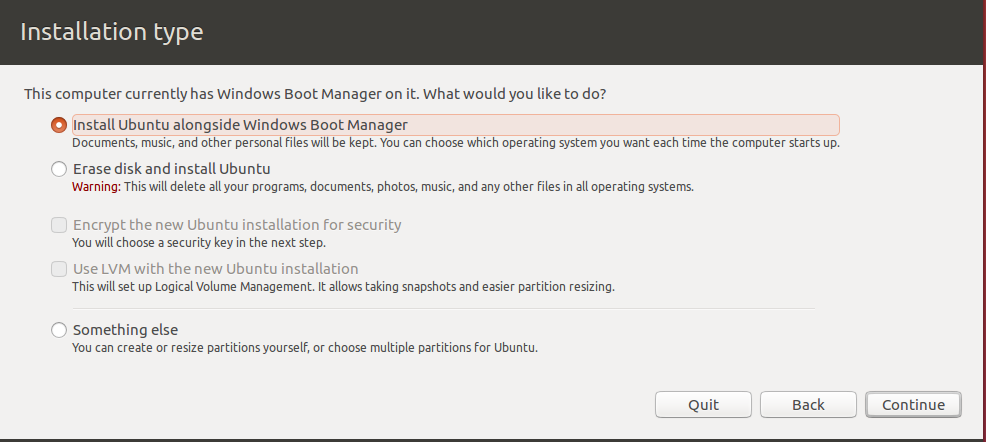 Installation type
This computer currently has Windows Boot Manager on it. What would you like to do?
Install Ubuntu alongside Windows Boot Manager
Documents, music, and other personal files will be kept. You can choose which operating system you want each time the computer starts up.
Erase disk and install Ubuntu
Warning: This will delete all your programs, documents, photos, music, and any other files in all operating systems.
Encrypt the new Ubuntu installation for security
You will choose a security key in the next step.
Use LVM with the new Ubuntu installation
This will set up Logical Volume Management. It allows taking snapshots and easier partition resizing.
Something else
You can create or resize partitions yourself, or choose multiple partitions for Ubuntu.
Quit Back Continue